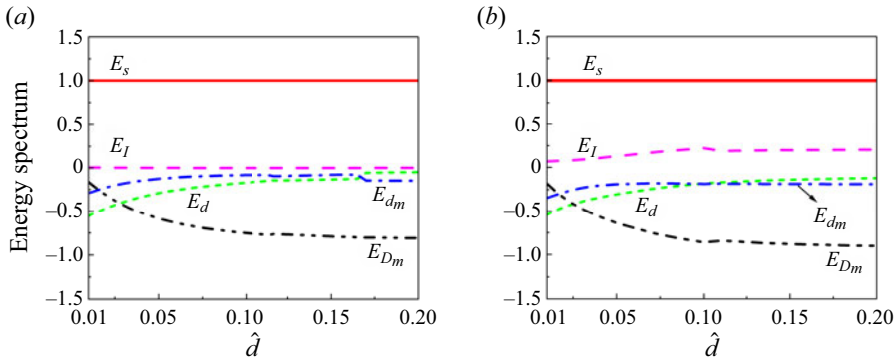 (a)
(b)
Energy spectrum
1.5
1.0
0.5
0
–0.5
–1.0
–1.5
E_s
E_I
E_d
E_{d_m}
E_{D_m}
0.01 0.05 0.10 0.15 0.20
d̂
1.5
1.0
0.5
0
–0.5
–1.0
–1.5
E_s
E_I
E_d
E_{d_m}
E_{D_m}
0.01 0.05 0.10 0.15 0.20
d̂